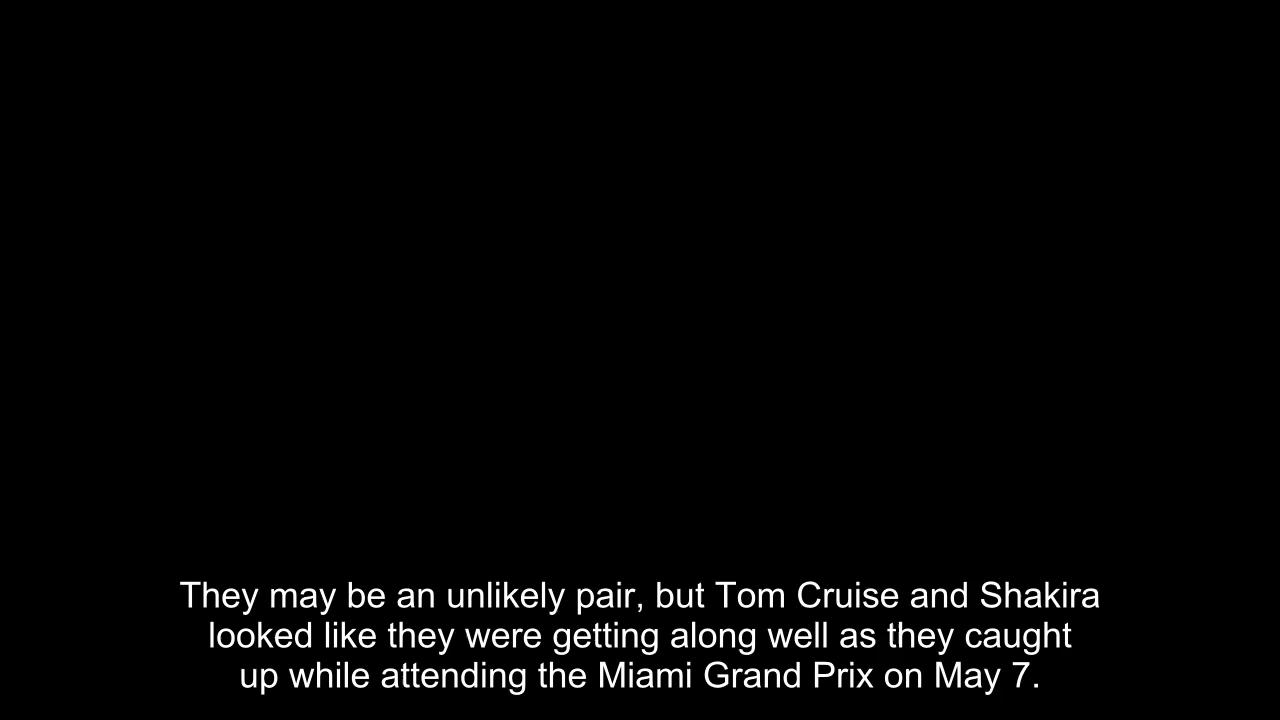 They may be an unlikely pair, but Tom Cruise and Shakira
looked like they were getting along well as they caught
up while attending the Miami Grand Prix on May 7.